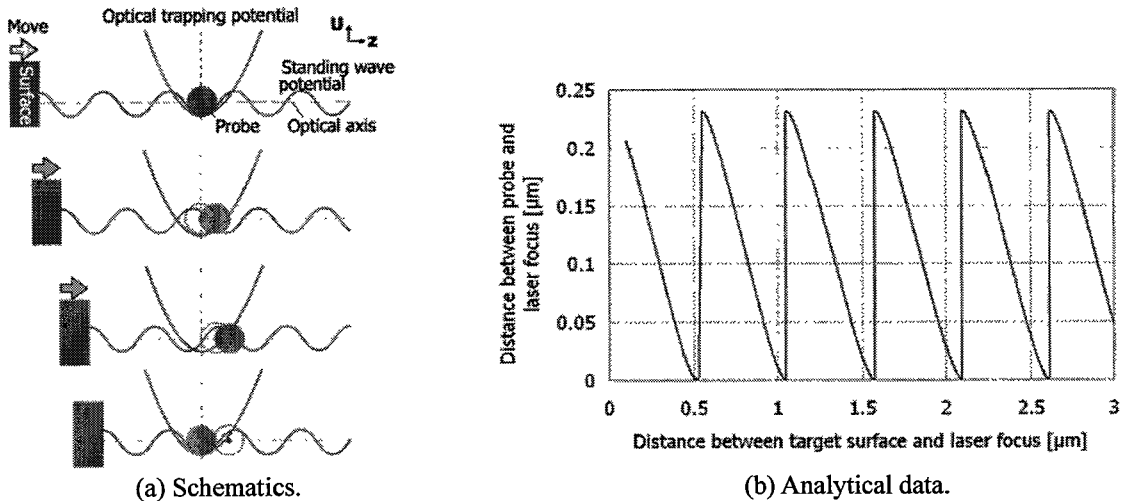 Optical trapping potential
Move
U
z
Surface
Standing wave
potential
Probe
Optical axis
(a) Schematics.
Distance between probe and
laser focus [μm]
0.25
0.2
0.15
0.1
0.05
0
0 0.5 1 1.5 2 2.5 3
Distance between target surface and laser focus [μm]
(b) Analytical data.